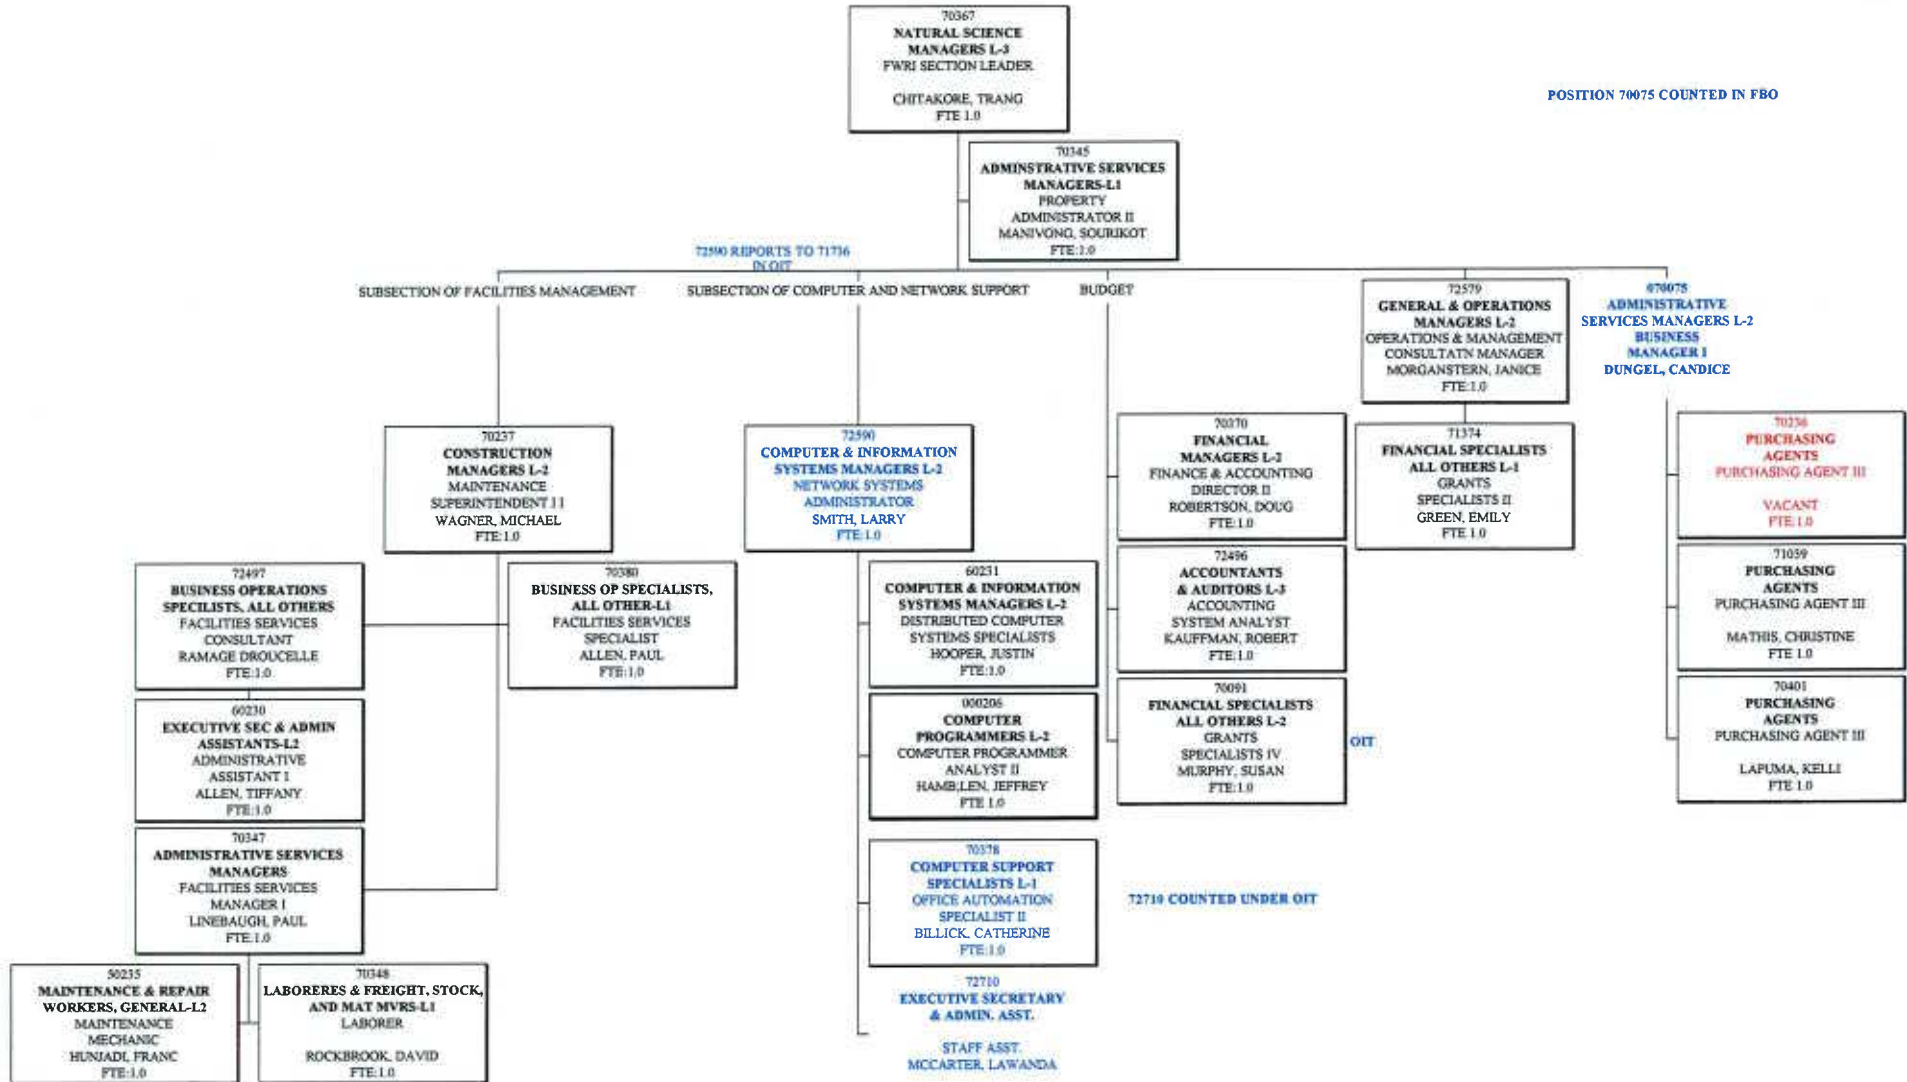 70367
NATURAL SCIENCE
MANAGERS L-3
FWRI SECTION LEADER
CHITAKORE, TRANG
FTE 1.0
POSITION 70075 COUNTED IN FBO
70345
ADMINSTRATIVE SERVICES
MANAGERS-L1
PROPERTY
ADMINISTRATOR II
MANIVONG, SOURIKOT
FTE:1.0
72590 REPORTS TO 71736
IN OIT
SUBSECTION OF FACILITIES MANAGEMENT
SUBSECTION OF COMPUTER AND NETWORK SUPPORT
BUDGET
72579
GENERAL & OPERATIONS
MANAGERS L-2
OPERATIONS & MANAGEMENT
CONSULTATN MANAGER
MORGANSTERN, JANICE
FTE:1.0
070075
ADMINISTRATIVE
SERVICES MANAGERS L-2
BUSINESS
MANAGER I
DUNGEL, CANDICE
70237
CONSTRUCTION
MANAGERS L-2
MAINTENANCE
SUPERINTENDENT I I
WAGNER, MICHAEL
FTE:1.0
72590
COMPUTER & INFORMATION
SYSTEMS MANAGERS L-2
NETWORK SYSTEMS
ADMINISTRATOR
SMITH, LARRY
FTE:1.0
70370
FINANCIAL
MANAGERS L-2
FINANCE & ACCOUNTING
DIRECTOR II
ROBERTSON, DOUG
FTE:1.0
71374
FINANCIAL SPECIALISTS
ALL OTHERS L-1
GRANTS
SPECIALISTS II
GREEN, EMILY
FTE 1.0
70236
PURCHASING
AGENTS
PURCHASING AGENT III
VACANT
FTE:1.0
72497
BUSINESS OPERATIONS
SPECILISTS, ALL OTHERS
FACILITIES SERVICES
CONSULTANT
RAMAGE DROUCELLE
FTE:1.0
70380
BUSINESS OP SPECIALISTS,
ALL OTHER-L1
FACILITIES SERVICES
SPECIALIST
ALLEN, PAUL
FTE:1.0
60231
COMPUTER & INFORMATION
SYSTEMS MANAGERS L-2
DISTRIBUTED COMPUTER
SYSTEMS SPECIALISTS
HOOPER, JUSTIN
FTE:1.0
72496
ACCOUNTANTS
& AUDITORS L-3
ACCOUNTING
SYSTEM ANALYST
KAUFFMAN, ROBERT
FTE:1.0
71059
PURCHASING
AGENTS
PURCHASING AGENT III
MATHIS, CHRISTINE
FTE 1.0
60230
EXECUTIVE SEC & ADMIN
ASSISTANTS-L2
ADMINISTRATIVE
ASSISTANT I
ALLEN, TIFFANY
FTE:1.0
000206
COMPUTER
PROGRAMMERS L-2
COMPUTER PROGRAMMER
ANALYST II
HAMB;LEN, JEFFREY
FTE 1.0
70091
FINANCIAL SPECIALISTS
ALL OTHERS L-2
GRANTS
SPECIALISTS IV
MURPHY, SUSAN
FTE:1.0
OIT
70401
PURCHASING
AGENTS
PURCHASING AGENT III
LAPUMA, KELLI
FTE 1.0
70347
ADMINISTRATIVE SERVICES
MANAGERS
FACILITIES SERVICES
MANAGER I
LINEBAUGH, PAUL
FTE:1.0
70378
COMPUTER SUPPORT
SPECIALISTS L-1
OFFICE AUTOMATION
SPECIALIST II
BILLICK, CATHERINE
FTE:1.0
72710 COUNTED UNDER OIT
50235
MAINTENANCE & REPAIR
WORKERS, GENERAL-L2
MAINTENANCE
MECHANIC
HUNJADI, FRANC
FTE:1.0
70348
LABORERES & FREIGHT, STOCK,
AND MAT MVRS-L1
LABORER
ROCKBROOK, DAVID
FTE:1.0
72710
EXECUTIVE SECRETARY
& ADMIN. ASST.
STAFF ASST.
MCCARTER, LAWANDA